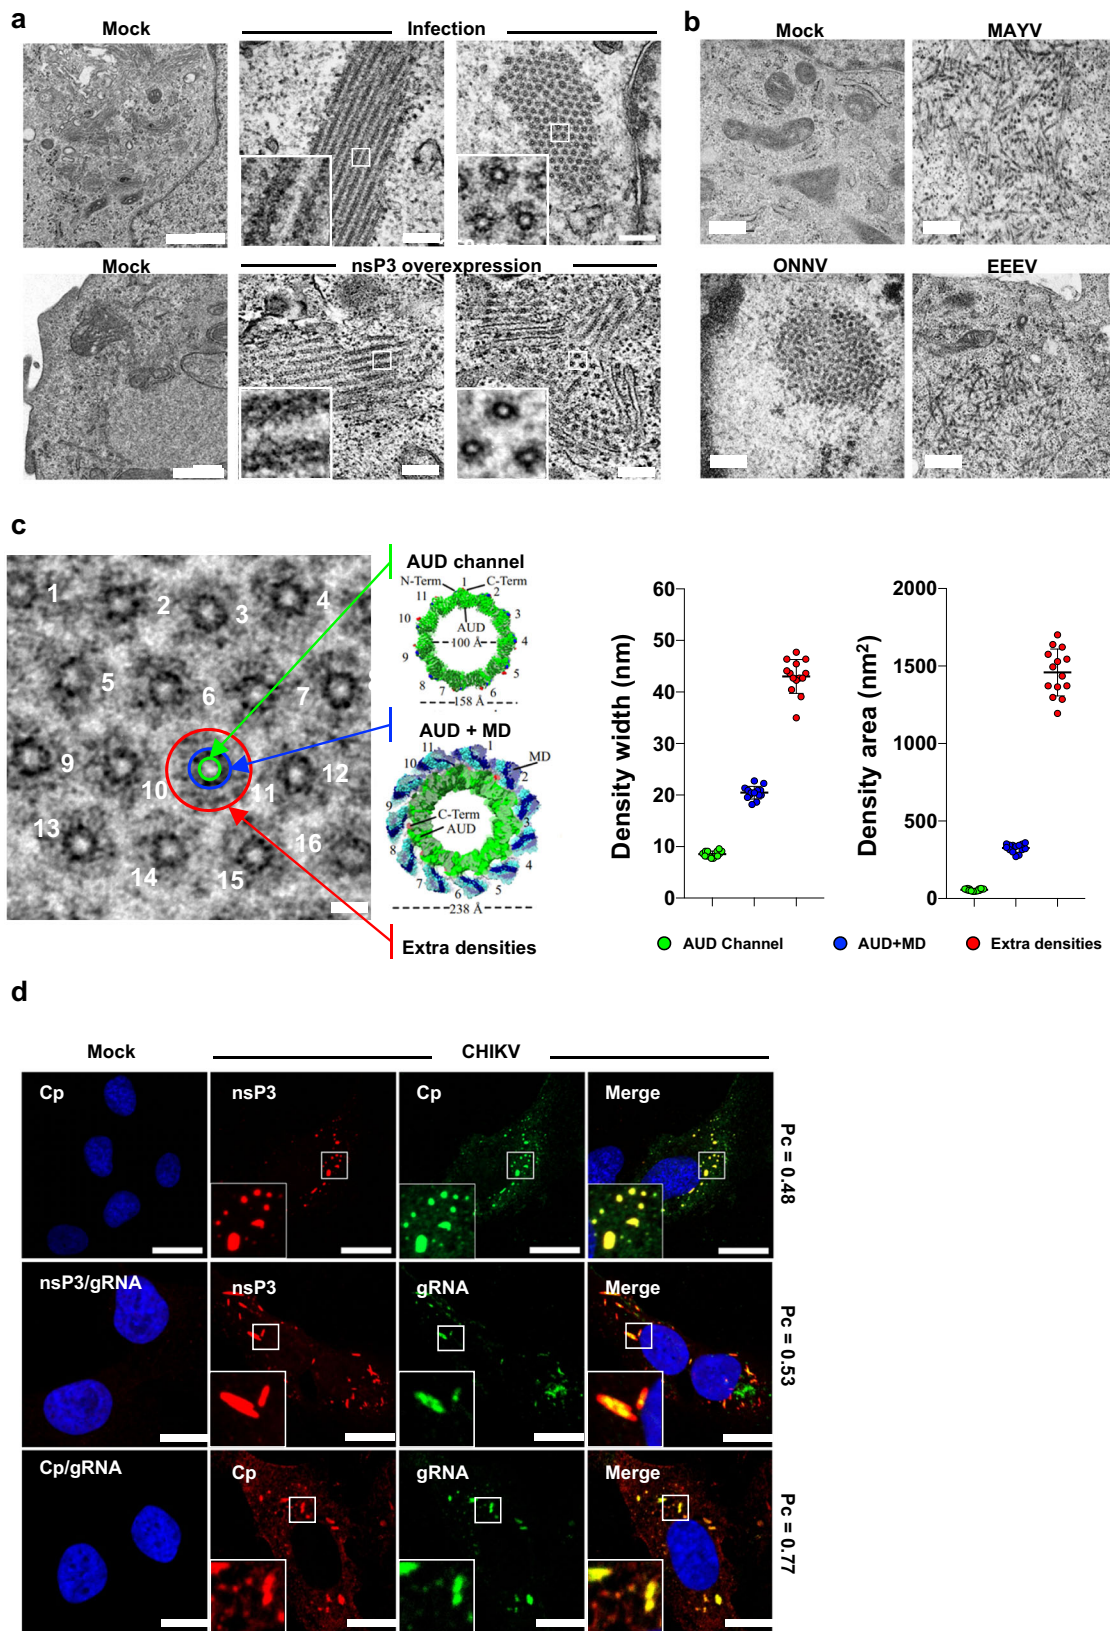 a
Mock
Infection
Mock
nsP3 overexpression
b
Mock
MAYV
ONNV
EEEV
c
1
2
3
4
5
6
7
9
10
11
12
13
14
15
16
AUD channel
N-Term
1
C-Term
2
3
4
5
6
7
8
9
10
11
AUD
100 Å
158 Å
AUD + MD
1
MD
2
3
4
5
6
7
8
9
10
11
C-Term
AUD
238 Å
Extra densities
Density width (nm)
60
50
40
30
20
10
0
Density area (nm²)
2000
1500
1000
500
0
AUD Channel
AUD+MD
Extra densities
d
Mock
CHIKV
Cp
nsP3
Cp
Merge
Pc = 0.48
nsP3/gRNA
nsP3
gRNA
Merge
Pc = 0.53
Cp/gRNA
Cp
gRNA
Merge
Pc = 0.77